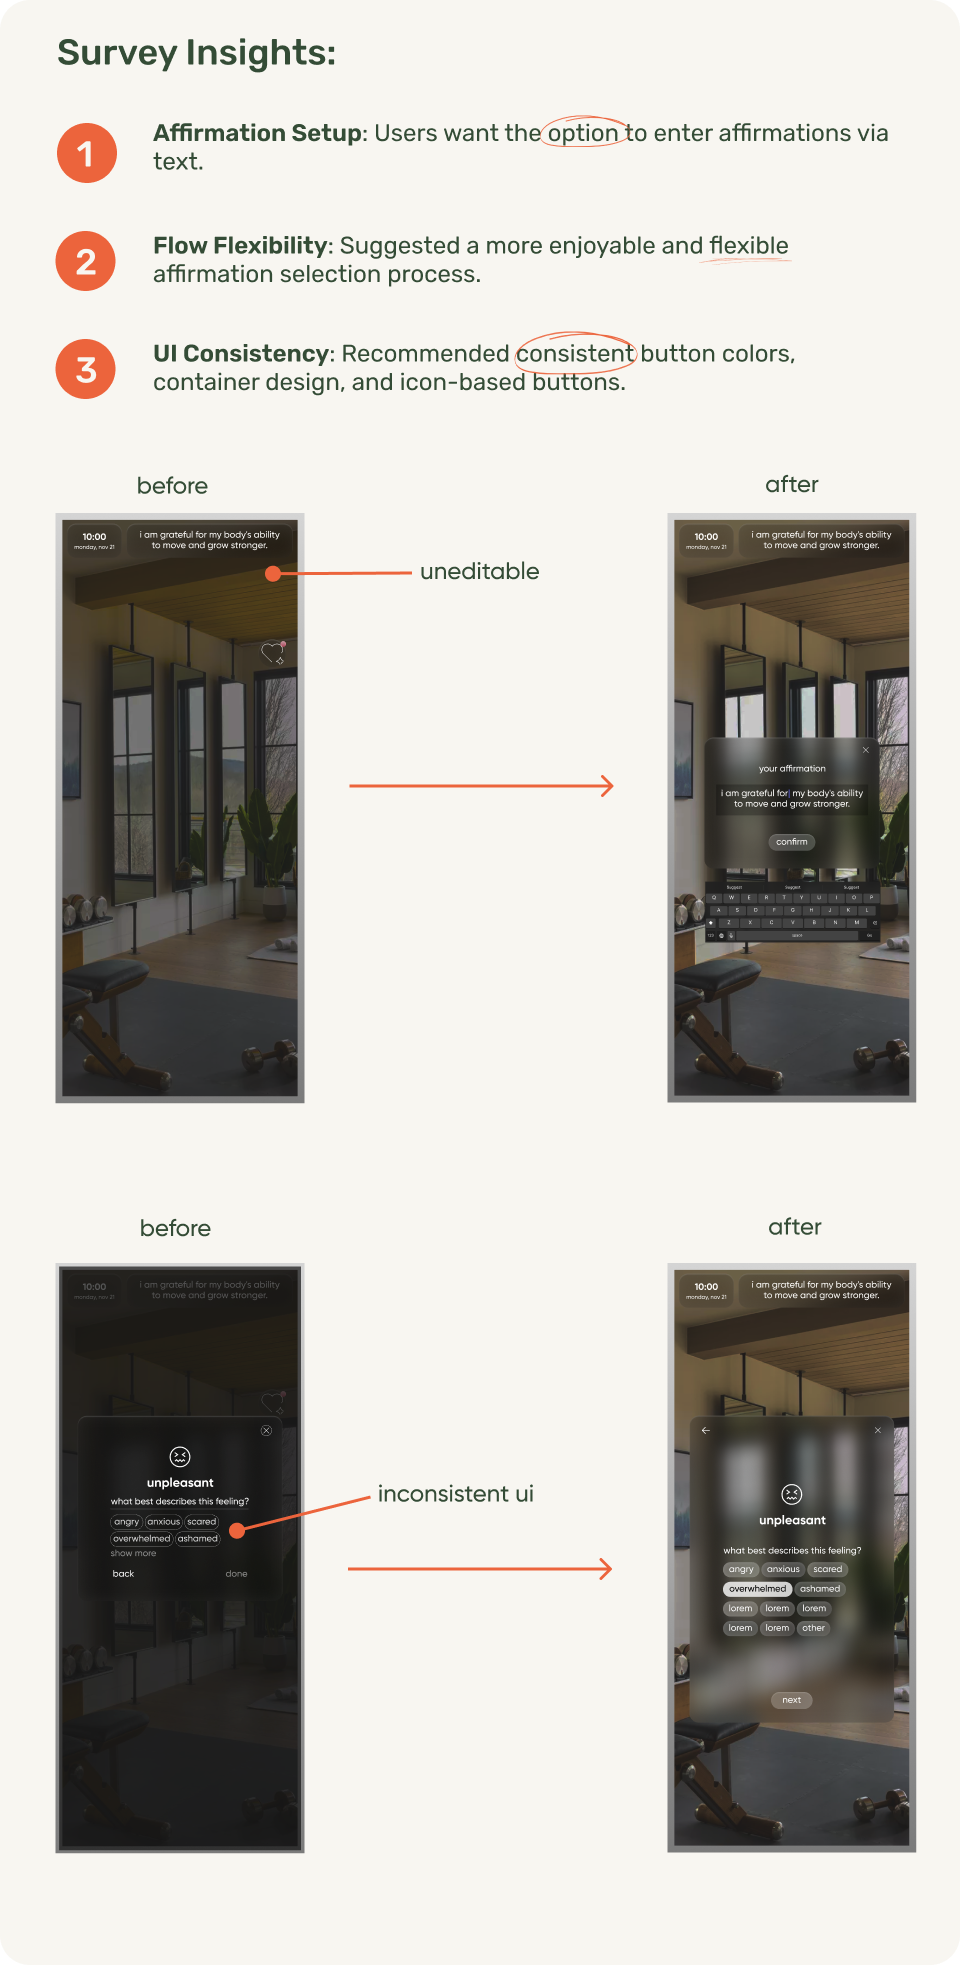 Survey Insights:
1
Affirmation Setup: Users want the option to enter affirmations via
text.
2
Flow Flexibility: Suggested a more enjoyable and flexible
affirmation selection process.
3
UI Consistency: Recommended consistent button colors,
container design, and icon-based buttons.
before
after
10:00
monday, nov 21
i am grateful for my body's ability
to move and grow stronger.
uneditable
10:00
monday, nov 21
i am grateful for my body's ability
to move and grow stronger.
your affirmation
i am grateful for| my body's ability
to move and grow stronger.
confirm
Suggest Suggest Suggest
Q W E R T Y U I O P
A S D F G H J K L
Z X C V B N M
space
before
after
10:00
monday, nov 21
i am grateful for my body's ability
to move and grow stronger.
unpleasant
what best describes this feeling?
angry anxious scared
overwhelmed ashamed
show more
back done
inconsistent ui
10:00
monday, nov 21
i am grateful for my body's ability
to move and grow stronger.
unpleasant
what best describes this feeling?
angry anxious scared
overwhelmed ashamed
lorem lorem lorem
lorem lorem other
next